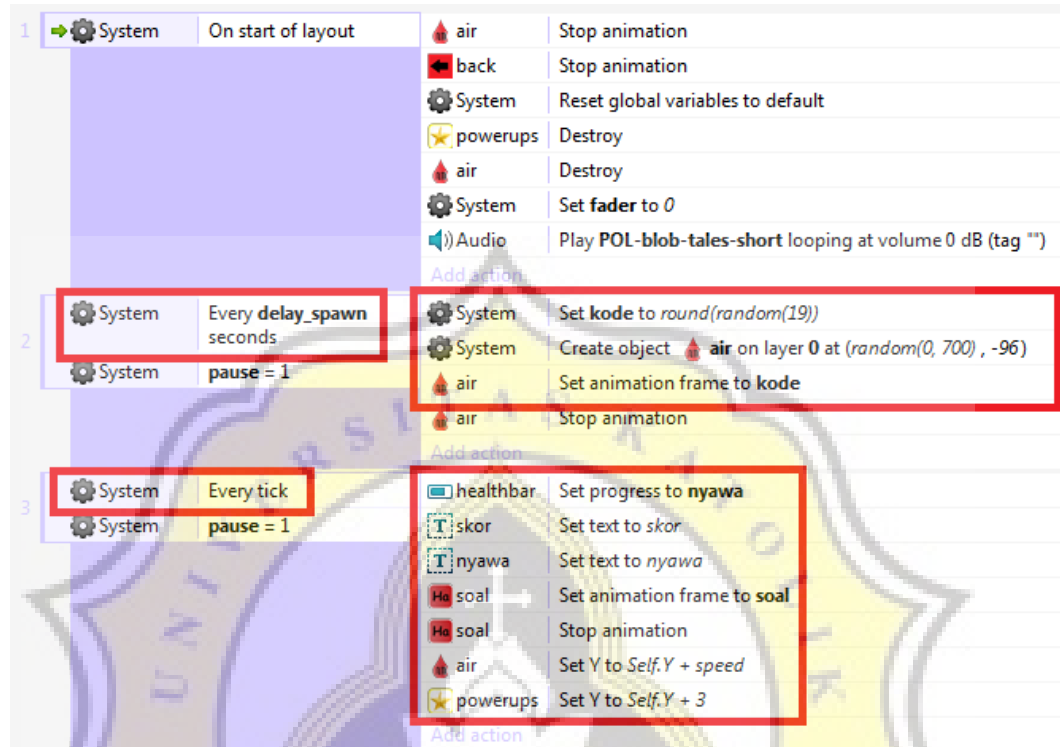 1 System On start of layout air Stop animation
back Stop animation
System Reset global variables to default
powerups Destroy
air Destroy
System Set fader to 0
Audio Play POL-blob-tales-short looping at volume 0 dB (tag "")
Add action
2 System Every delay_spawn seconds System Set kode to round(random(19))
System Create object air on layer 0 at (random(0, 700) , -96)
System pause = 1 air Set animation frame to kode
air Stop animation
Add action
3 System Every tick healthbar Set progress to nyawa
System pause = 1 T skor Set text to skor
T nyawa Set text to nyawa
Ha soal Set animation frame to soal
Ha soal Stop animation
air Set Y to Self.Y + speed
powerups Set Y to Self.Y + 3
Add action